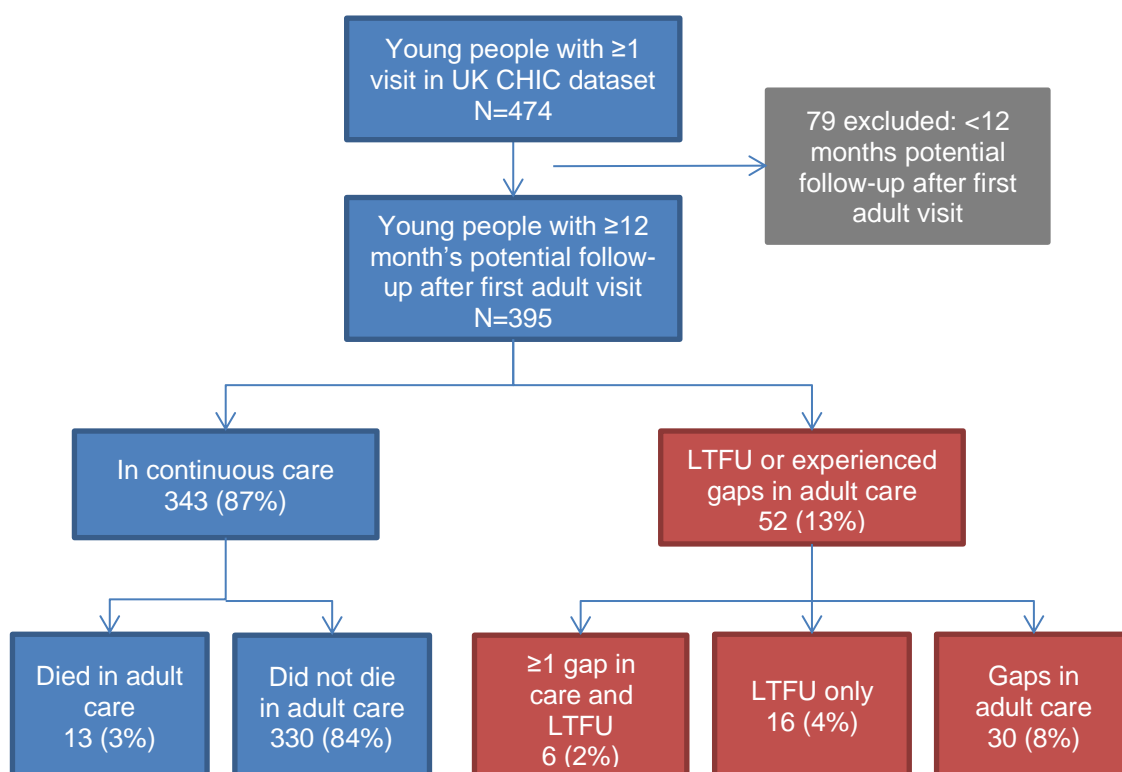 Young people with ≥1
visit in UK CHIC dataset
N=474
79 excluded: <12
months potential
follow-up after first
adult visit
Young people with ≥12
month’s potential follow-
up after first adult visit
N=395
In continuous care
343 (87%)
LTFU or experienced
gaps in adult care
52 (13%)
Died in adult
care
13 (3%)
Did not die
in adult care
330 (84%)
≥1 gap in
care and
LTFU
6 (2%)
LTFU only
16 (4%)
Gaps in
adult care
30 (8%)